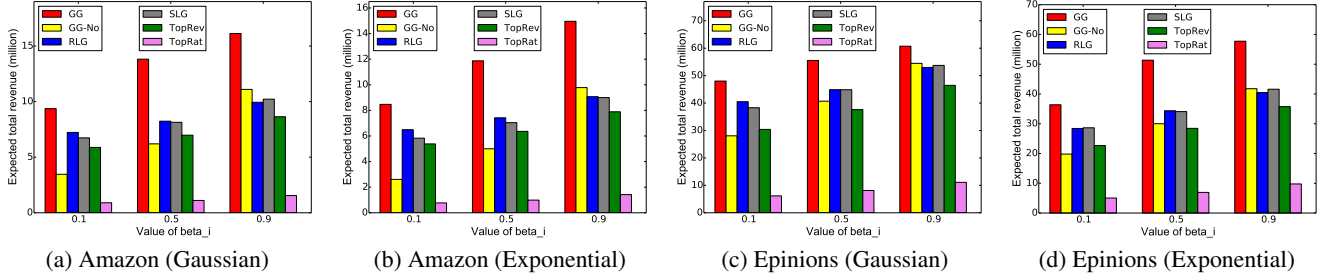 Expected total revenue (million)
15
10
5
0
GG
GG-No
RLG
SLG
TopRev
TopRat
0.1 0.5 0.9
Value of beta_i
(a) Amazon (Gaussian)
Expected total revenue (million)
16
14
12
10
8
6
4
2
0
GG
GG-No
RLG
SLG
TopRev
TopRat
0.1 0.5 0.9
Value of beta_i
(b) Amazon (Exponential)
Expected total revenue (million)
70
60
50
40
30
20
10
0
GG
GG-No
RLG
SLG
TopRev
TopRat
0.1 0.5 0.9
Value of beta_i
(c) Epinions (Gaussian)
Expected total revenue (million)
70
60
50
40
30
20
10
0
GG
GG-No
RLG
SLG
TopRev
TopRat
0.1 0.5 0.9
Value of beta_i
(d) Epinions (Exponential)